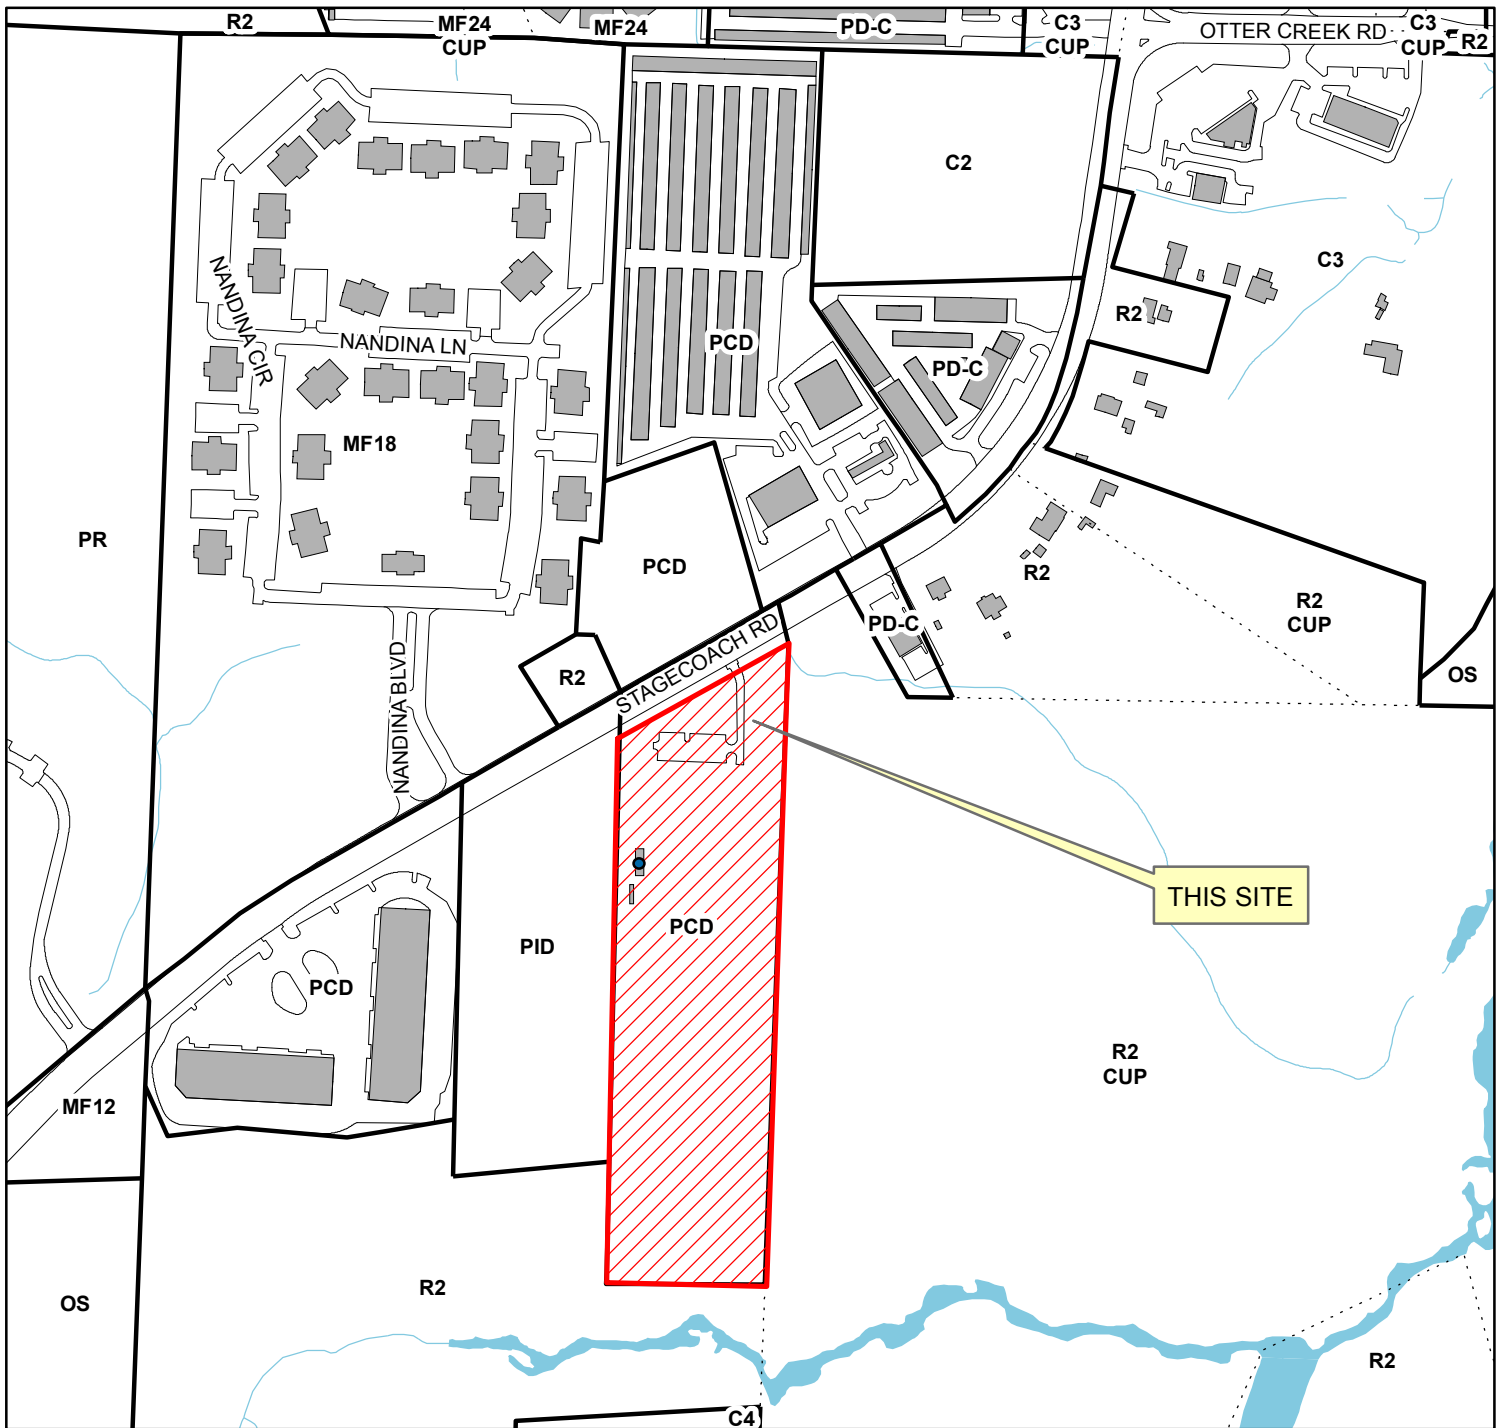 R2
MF24
CUP
MF24
PD-C
C3
CUP
OTTER CREEK RD
C3
CUP
R2
C2
C3
NANDINA CIR
NANDINA LN
R2
PCD
PD-C
MF18
PR
PCD
R2
R2
CUP
PD-C
OS
R2
STAGECOACH RD
NANDINA BLVD
THIS SITE
PCD
PID
PCD
R2
CUP
MF12
R2
OS
R2
C4